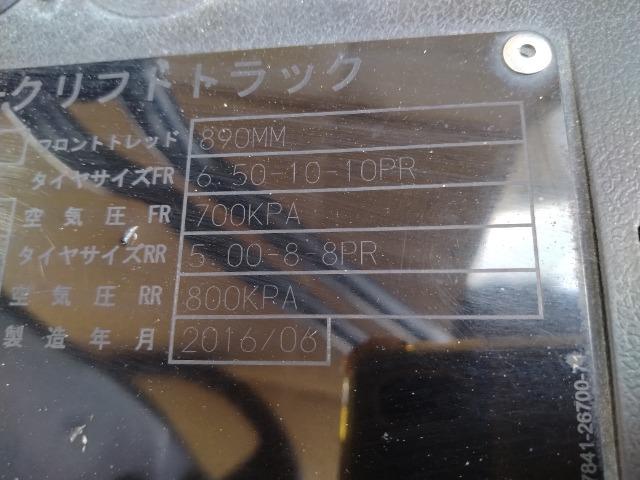 ークリフトトラック
フロントトレッド 890MM
タイヤサイズFR 6.50-10-10PR
空気圧 FR 700KPA
タイヤサイズRR 5.00-8-8PR
空気圧 RR 800KPA
製造年月 2016/06
7841-26700-7